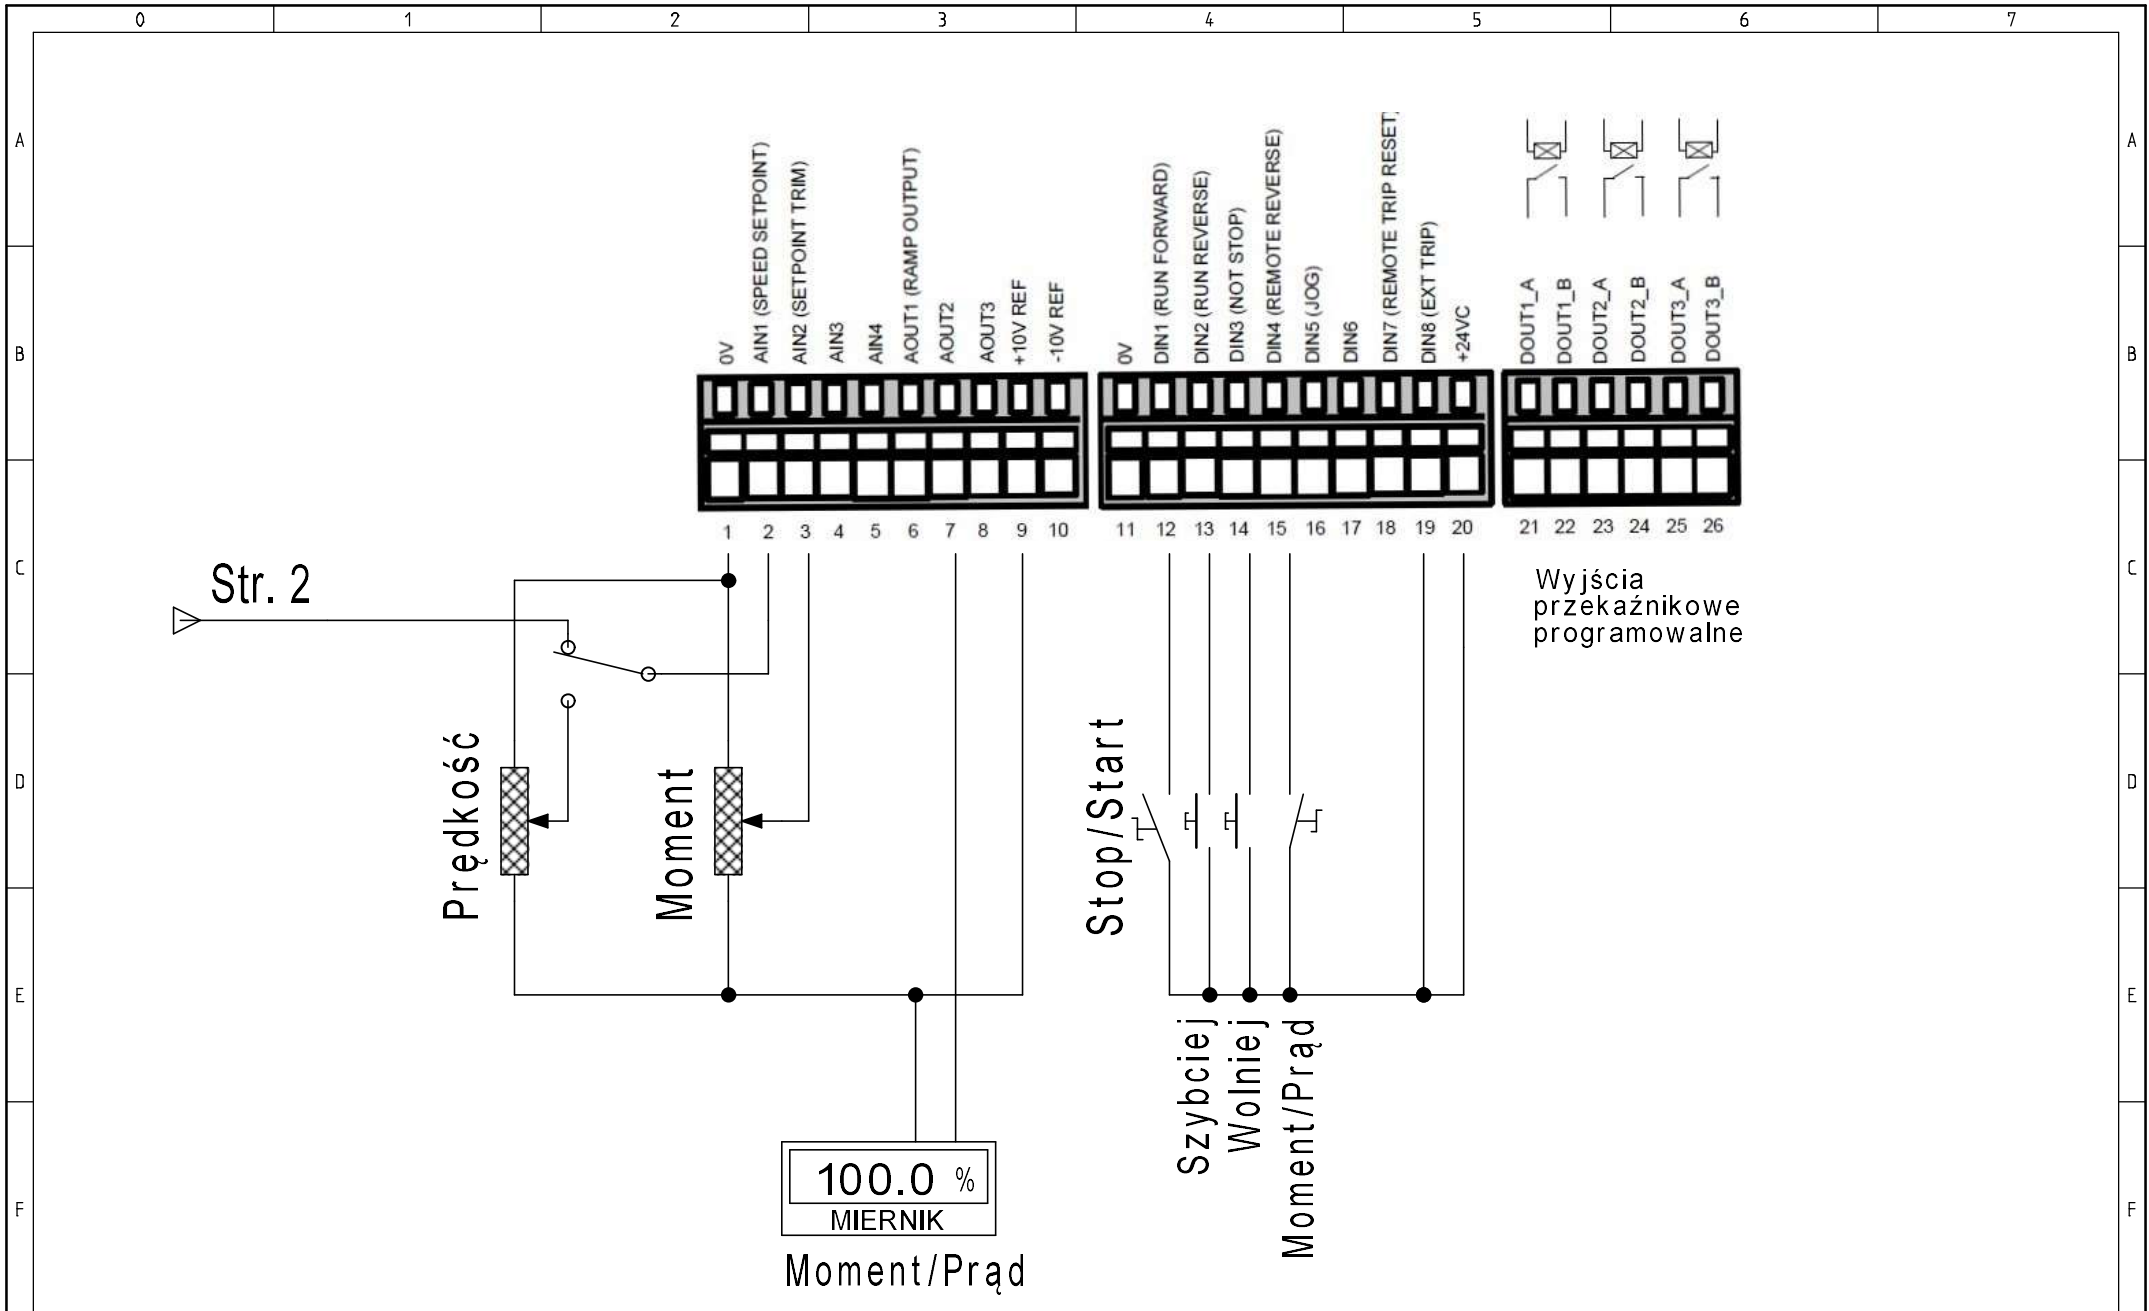 0 1 2 3 4 5 6 7
A A
B B
C C
D D
E E
F F
0V
AIN1 (SPEED SETPOINT)
AIN2 (SETPOINT TRIM)
AIN3
AIN4
AOUT1 (RAMP OUTPUT)
AOUT2
AOUT3
+10V REF
-10V REF
0V
DIN1 (RUN FORWARD)
DIN2 (RUN REVERSE)
DIN3 (NOT STOP)
DIN4 (REMOTE REVERSE)
DIN5 (JOG)
DIN6
DIN7 (REMOTE TRIP RESET)
DIN8 (EXT TRIP)
+24VC
DOUT1_A
DOUT1_B
DOUT2_A
DOUT2_B
DOUT3_A
DOUT3_B
1 2 3 4 5 6 7 8 9 10 11 12 13 14 15 16 17 18 19 20 21 22 23 24 25 26
Str. 2
Wyjścia
przekaźnikowe
programowalne
Prędkość
Moment
Stop/Start
Szybciej
Wolniej
Moment/Prąd
100.0 %
MIERNIK
Moment/Prąd